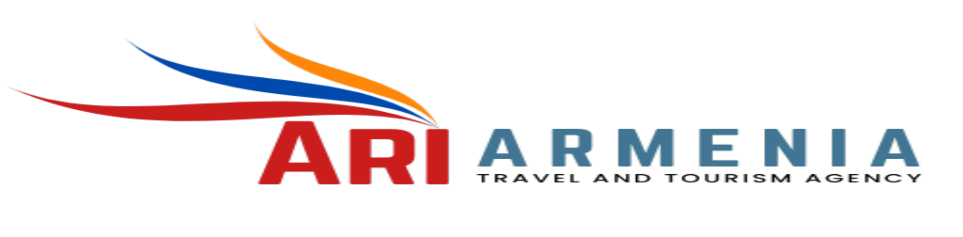 ARI ARMENIA
TRAVEL AND TOURISM AGENCY